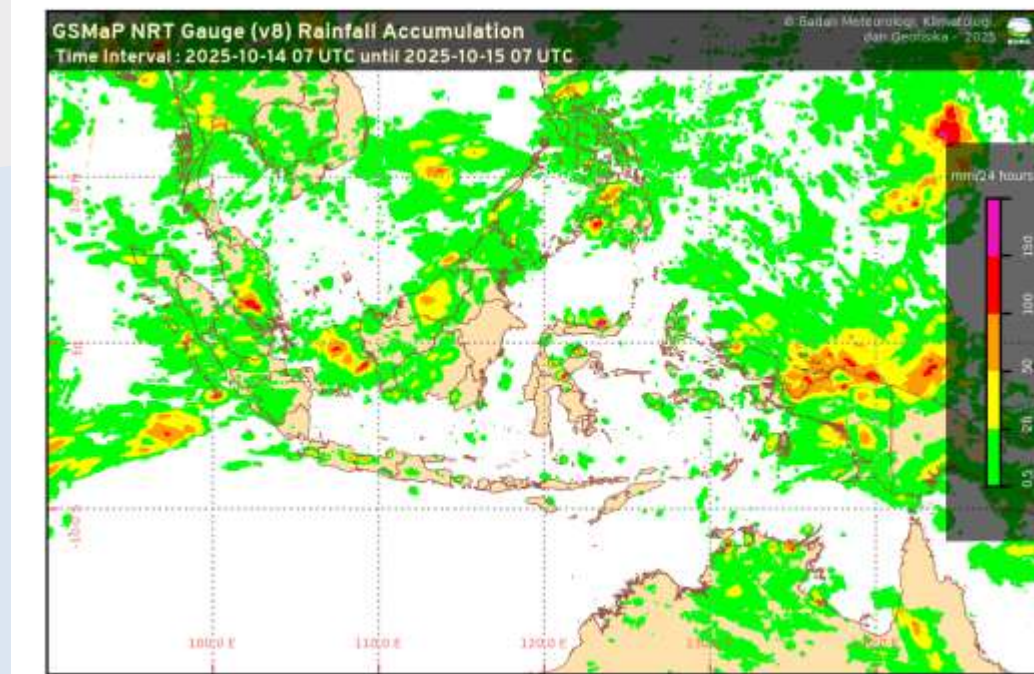 GSMaP NRT Gauge (v8) Rainfall Accumulation
Time Interval : 2025-10-14 07 UTC until 2025-10-15 07 UTC
© Badan Meteorologi, Klimatologi,
dan Geofisika - 2025
mm/24 hours
150
100
50
20
0.5
100.0 E
110.0 E
120.0 E